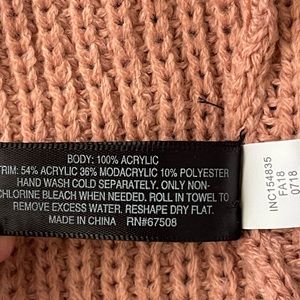 BODY: 100% ACRYLIC
TRIM: 54% ACRYLIC 36% MODACRYLIC 10% POLYESTER
HAND WASH COLD SEPARATELY. ONLY NON-
CHLORINE BLEACH WHEN NEEDED. ROLL IN TOWEL TO
REMOVE EXCESS WATER. RESHAPE DRY FLAT.
MADE IN CHINA RN#67508
INC154835
FA18
0718